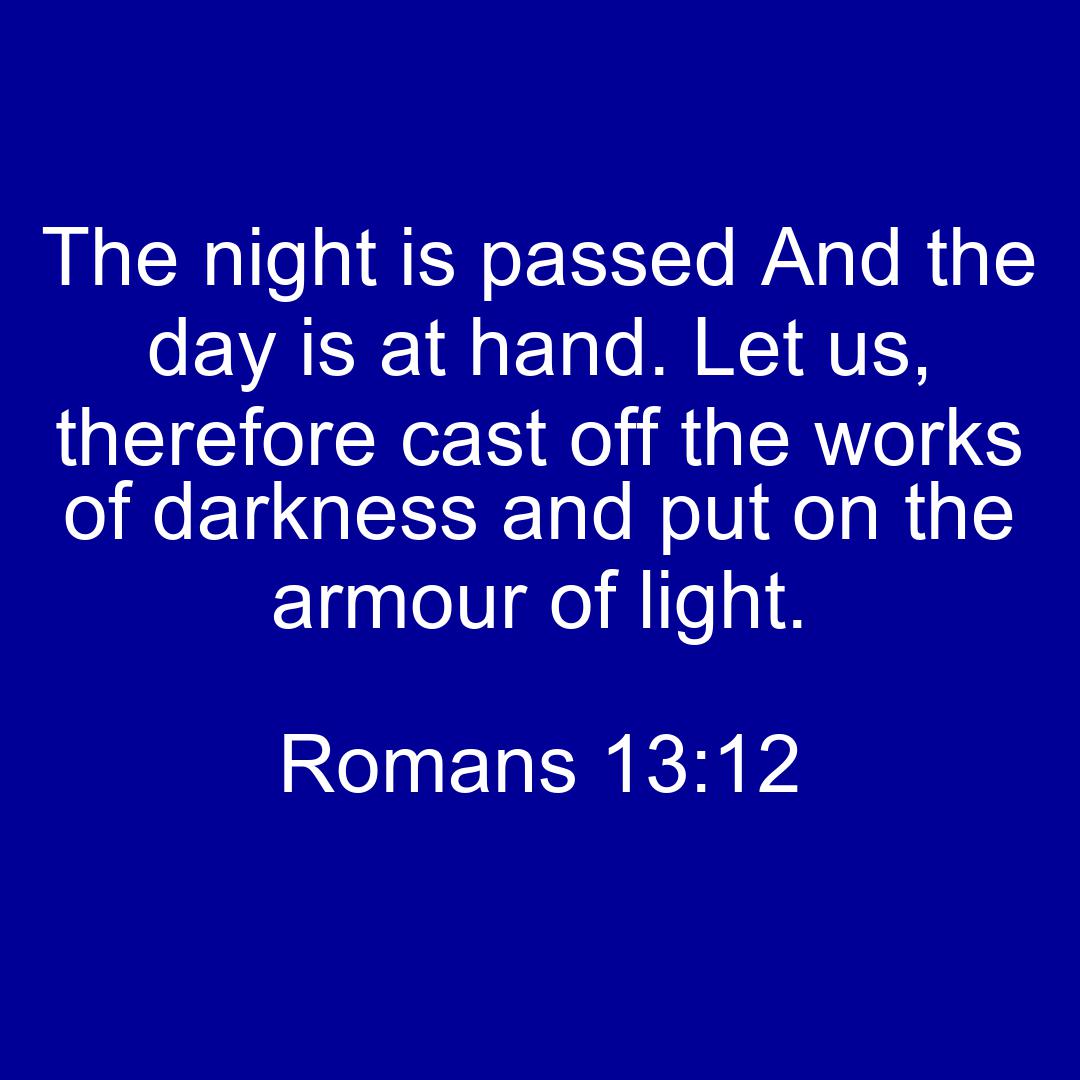 The night is passed And the
day is at hand. Let us,
therefore cast off the works
of darkness and put on the
armour of light.
Romans 13:12